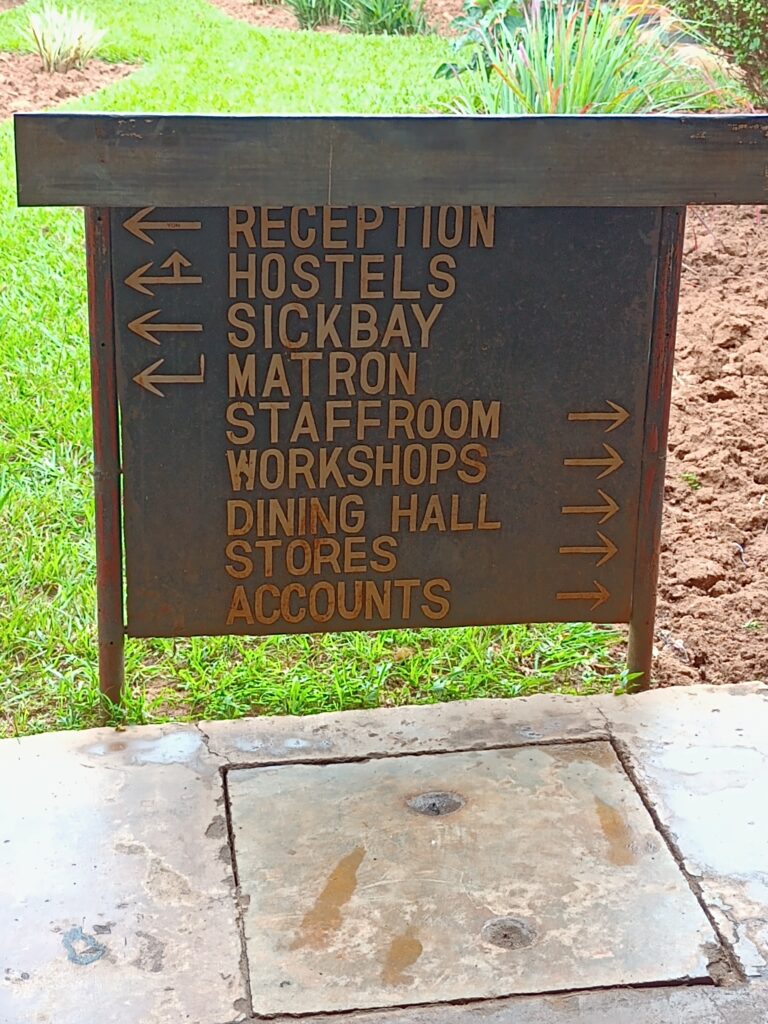 RECEPTION
HOSTELS
SICKBAY
MATRON
STAFFROOM
WORKSHOPS
DINING HALL
STORES
ACCOUNTS